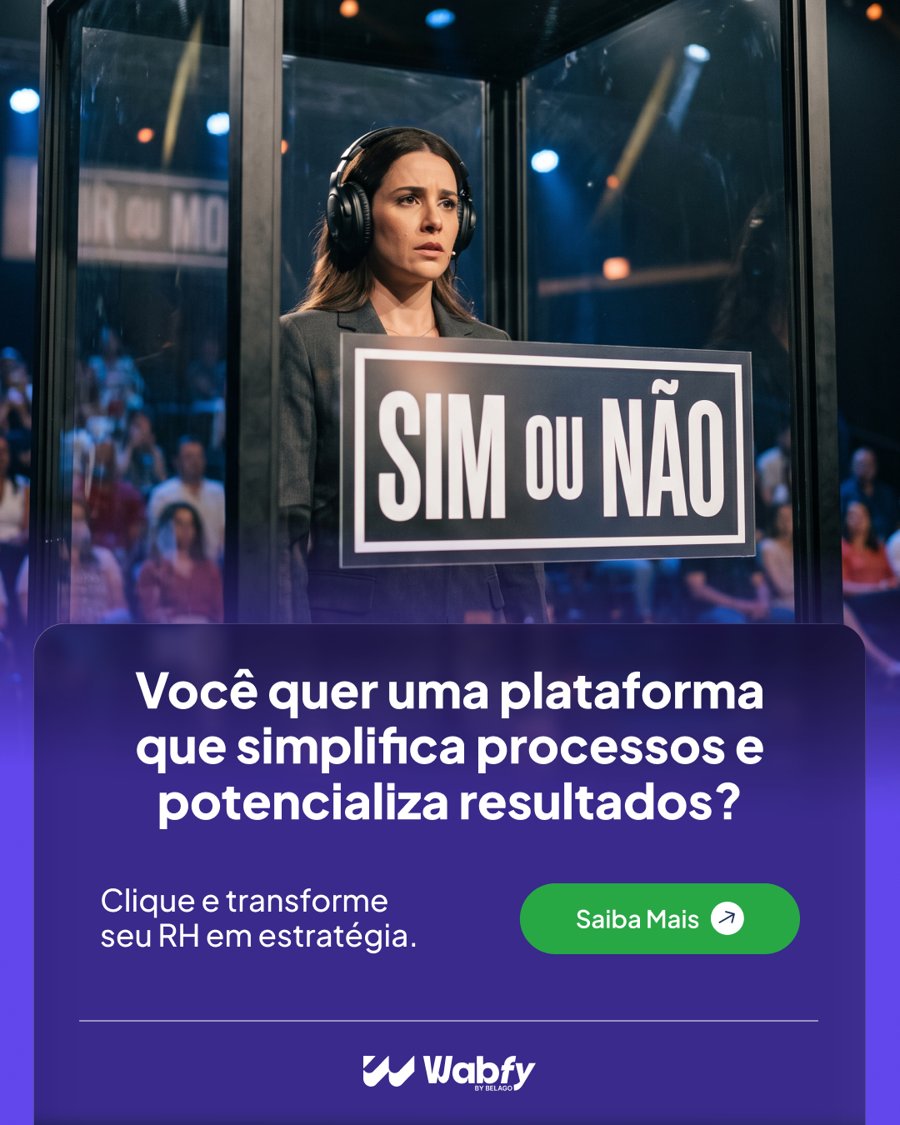 SIM OU NÃO
Você quer uma plataforma
que simplifica processos e
potencializa resultados?
Clique e transforme
seu RH em estratégia.
Saiba Mais
Wabfy
BY BELAGO